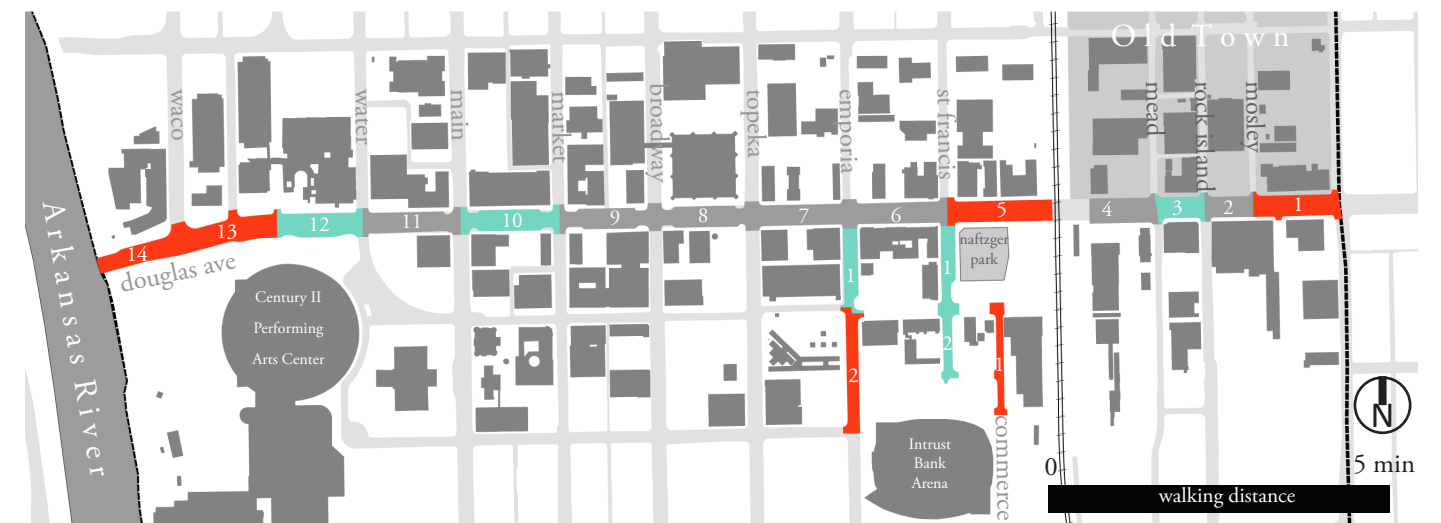 Old Town
waco
water
main
market
broadway
topeka
emporia
st francis
mead
rock island
mosley
14
13
12
11
10
9
8
7
6
5
4
3
2
1
douglas ave
Arkansas River
naftzger
park
1
1
2
2
1
Century II
Performing
Arts Center
Intrust
Bank
Arena
commerce
N
0
5 min
walking distance